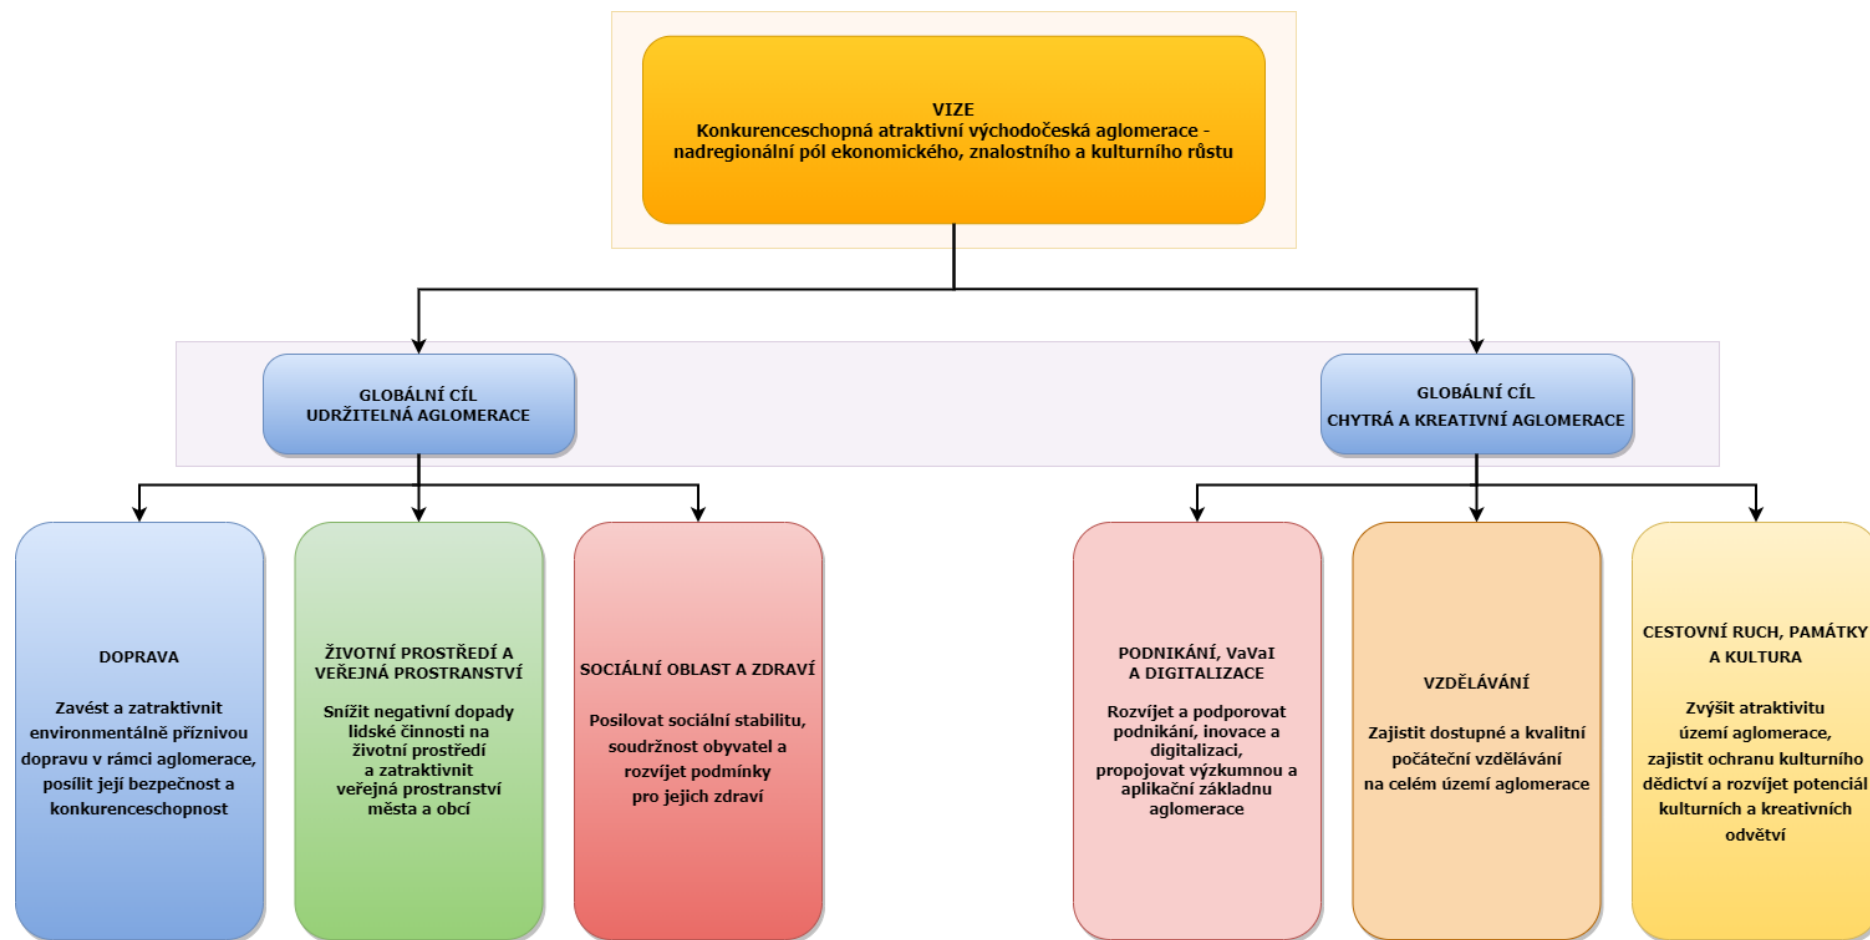 VIZE
Konkurenceschopná atraktivní východočeská aglomerace -
nadregionální pól ekonomického, znalostního a kulturního růstu
GLOBÁLNÍ CÍL
UDRŽITELNÁ AGLOMERACE
GLOBÁLNÍ CÍL
CHYTRÁ A KREATIVNÍ AGLOMERACE
DOPRAVA
Zavést a zatraktivnit
environmentálně příznivou
dopravu v rámci aglomerace,
posílit její bezpečnost a
konkurenceschopnost
ŽIVOTNÍ PROSTŘEDÍ A
VEŘEJNÁ PROSTRANSTVÍ
Snížit negativní dopady
lidské činnosti na
životní prostředí
a zatraktivnit
veřejná prostranství
města a obcí
SOCIÁLNÍ OBLAST A ZDRAVÍ
Posilovat sociální stabilitu,
soudržnost obyvatel a
rozvíjet podmínky
pro jejich zdraví
PODNIKÁNÍ, VaVaI
A DIGITALIZACE
Rozvíjet a podporovat
podnikání, inovace a
digitalizaci,
propojovat výzkumnou a
aplikační základnu
aglomerace
VZDĚLÁVÁNÍ
Zajistit dostupné a kvalitní
počáteční vzdělávání
na celém území aglomerace
CESTOVNÍ RUCH, PAMÁTKY
A KULTURA
Zvýšit atraktivitu
území aglomerace,
zajistit ochranu kulturního
dědictví a rozvíjet potenciál
kulturních a kreativních
odvětví